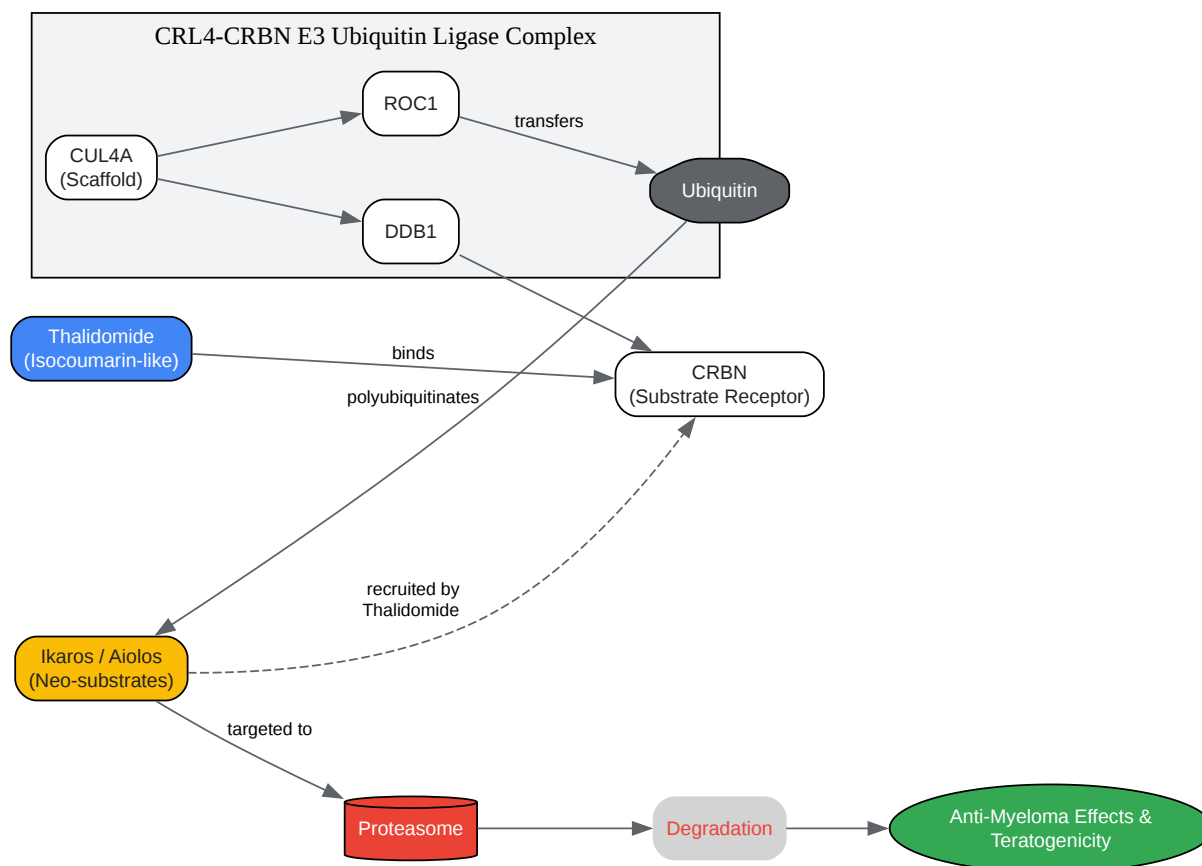 CRL4-CRBN E3 Ubiquitin Ligase Complex
ROC1
transfers
CUL4A
(Scaffold)
Ubiquitin
DDB1
Thalidomide
(Isocoumarin-like)
binds
CRBN
(Substrate Receptor)
polyubiquitinates
recruited by
Thalidomide
Ikaros / Aiolos
(Neo-substrates)
targeted to
Proteasome
Degradation
Anti-Myeloma Effects &
Teratogenicity